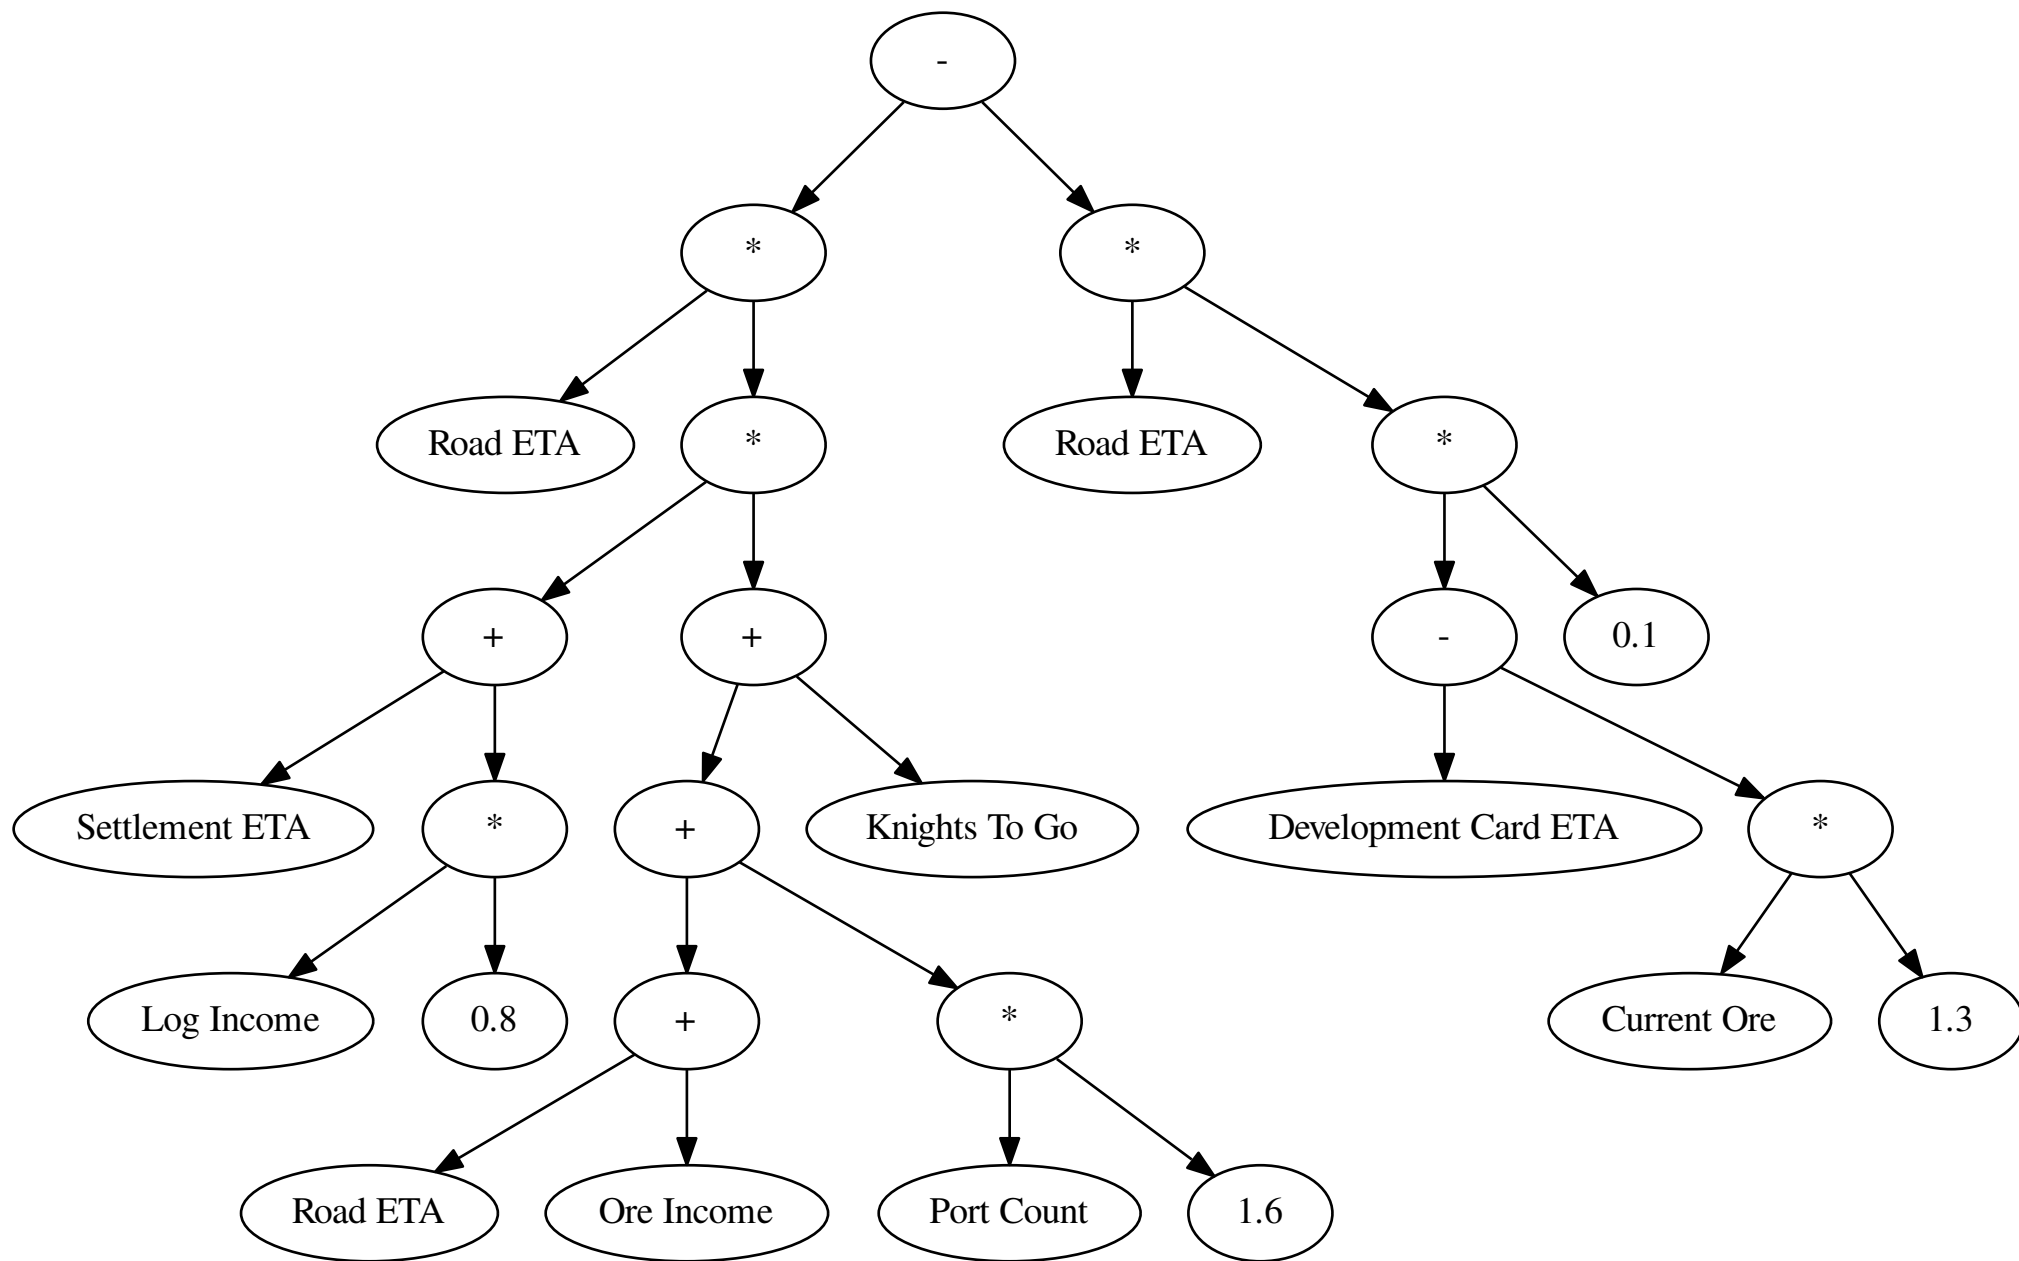 -
*
*
Road ETA
*
Road ETA
*
+
+
-
0.1
Settlement ETA
*
+
Knights To Go
Development Card ETA
*
Log Income
0.8
+
*
Current Ore
1.3
Road ETA
Ore Income
Port Count
1.6